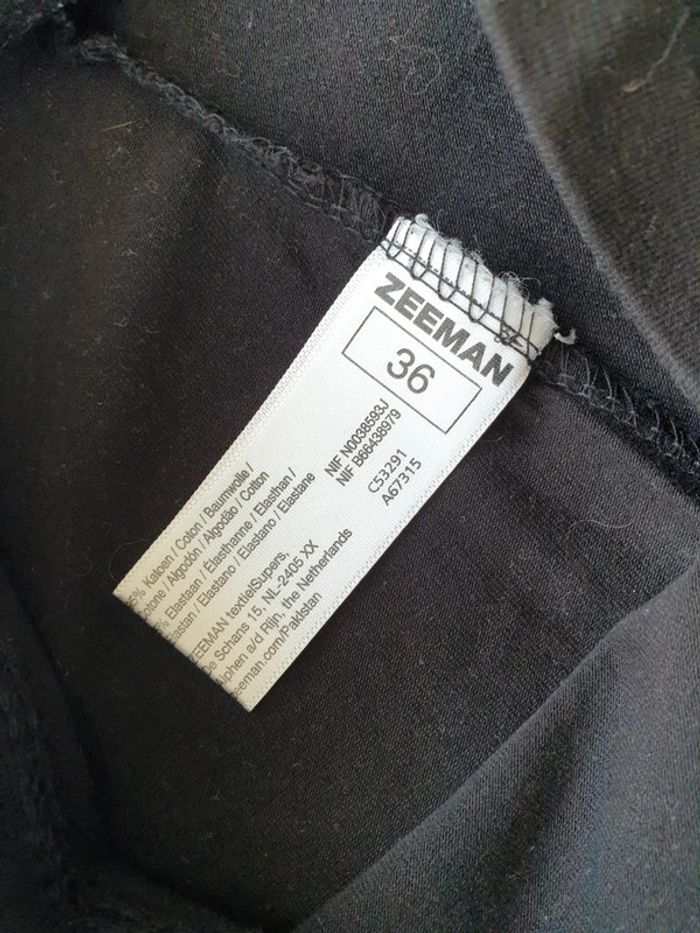 ZEEMAN
36
NIF N0038593J
NIF B66438979
C53291
A67315
Katoen / Coton / Baumwolle /
/ Algodón / Algodão / Cotton
Elastaan / Élasthanne / Elasthan /
/ Elastano / Elastano / Elastane
ZEEMAN textielSupers,
Schans 15, NL-2405 XX
a/d Rijn, the Netherlands
zeeman.com/Pakistan